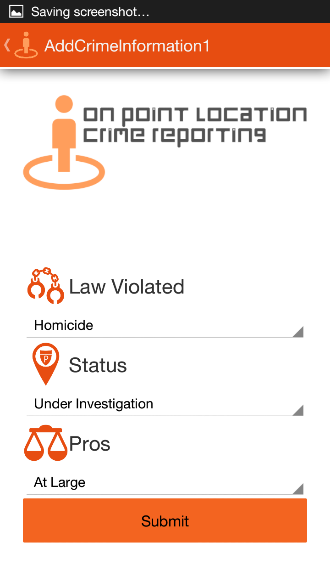 Saving screenshot...
AddCrimeInformation1
on point location
crime reporting
Law Violated
Homicide
P
Status
Under Investigation
Pros
At Large
Submit